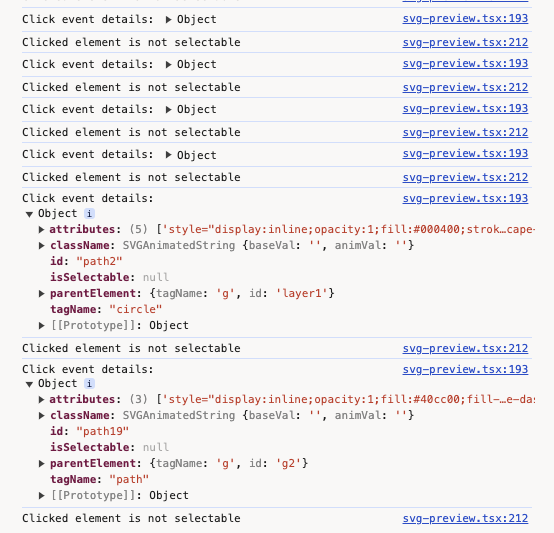 Click event details: ▶ Object svg-preview.tsx:193
Clicked element is not selectable svg-preview.tsx:212
Click event details: ▶ Object svg-preview.tsx:193
Clicked element is not selectable svg-preview.tsx:212
Click event details: ▶ Object svg-preview.tsx:193
Clicked element is not selectable svg-preview.tsx:212
Click event details: ▶ Object svg-preview.tsx:193
Clicked element is not selectable svg-preview.tsx:212
Click event details: svg-preview.tsx:193
▼ Object i
▶ attributes: (5) ['style="display:inline;opacity:1;fill:#000400;strok…cape-
▶ className: SVGAnimatedString {baseVal: '', animVal: ''}
id: "path2"
isSelectable: null
▶ parentElement: {tagName: 'g', id: 'layer1'}
tagName: "circle"
▶ [[Prototype]]: Object
Clicked element is not selectable svg-preview.tsx:212
Click event details: svg-preview.tsx:193
▼ Object i
▶ attributes: (3) ['style="display:inline;opacity:1;fill:#40cc00;fill-…e-das
▶ className: SVGAnimatedString {baseVal: '', animVal: ''}
id: "path19"
isSelectable: null
▶ parentElement: {tagName: 'g', id: 'g2'}
tagName: "path"
▶ [[Prototype]]: Object
Clicked element is not selectable svg-preview.tsx:212